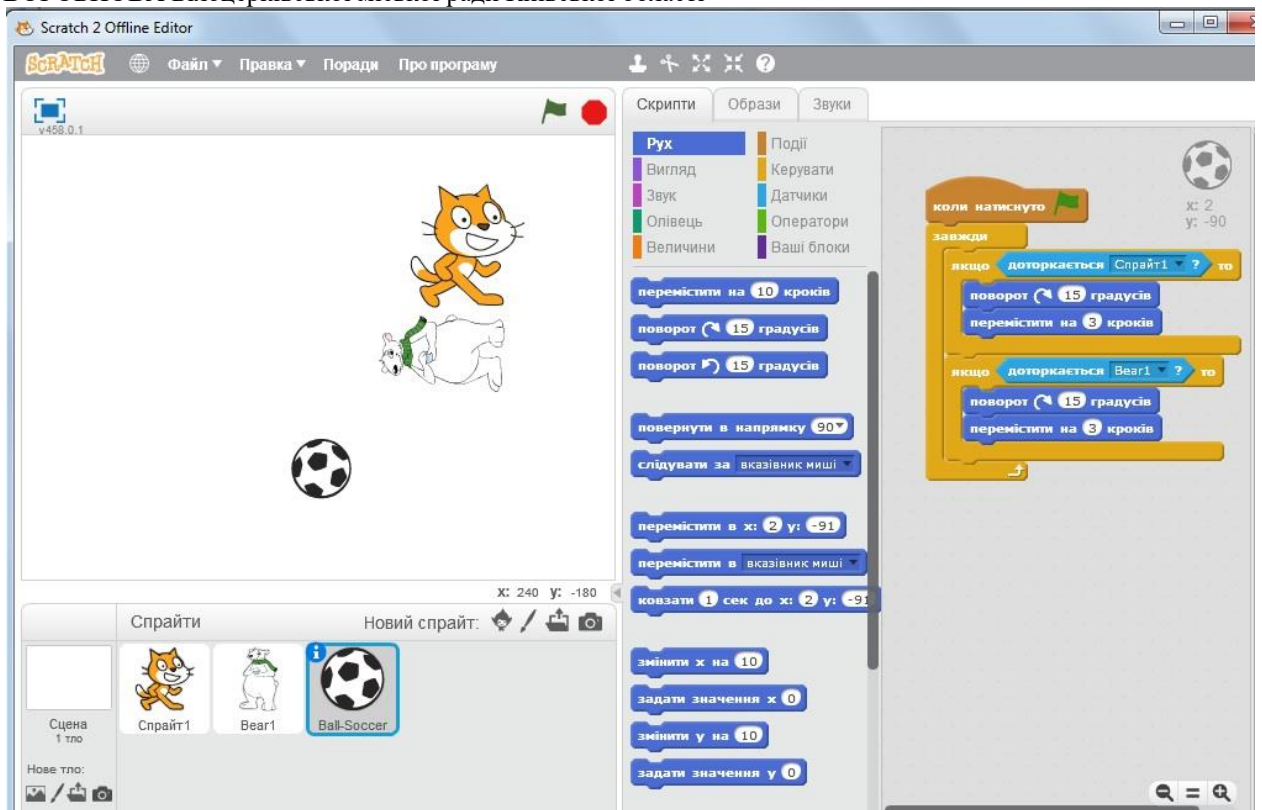 Scratch 2 Offline Editor
SCRATCH Файл Правка Поради Про програму
v458.0.1
X: 240 y: -180
Спрайти Новий спрайт:
Сцена
1 тло
Нове тло:
Спрайт1
Bear1
Ball-Soccer
Скрипти Образи Звуки
Рух Події
Вигляд Керувати
Звук Датчики
Олівець Оператори
Величини Ваші блоки
перемістити на 10 кроків
поворот 15 градусів
поворот 15 градусів
повернути в напрямку 90
слідувати за вказівник миші
перемістити в x: 2 y: -91
перемістити в вказівник миші
ковзати 1 сек до x: 2 y: -91
змінити x на 10
задати значення x 0
змінити y на 10
задати значення y 0
x: 2
y: -90
коли натиснуто
завжди
якщо доторкається Спрайт1 ? то
поворот 15 градусів
перемістити на 3 кроків
якщо доторкається Bear1 ? то
поворот 15 градусів
перемістити на 3 кроків